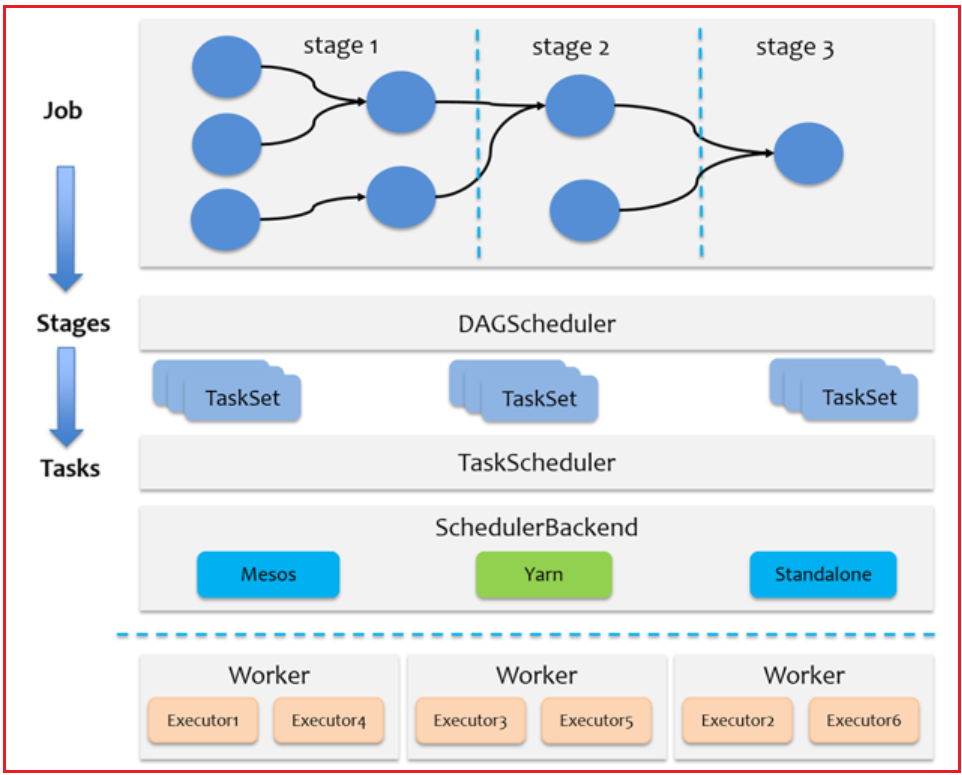 stage 1
stage 2
stage 3
Job
Stages
DAGScheduler
TaskSet
TaskSet
TaskSet
Tasks
TaskScheduler
SchedulerBackend
Mesos
Yarn
Standalone
Worker
Worker
Worker
Executor1
Executor4
Executor3
Executor5
Executor2
Executor6